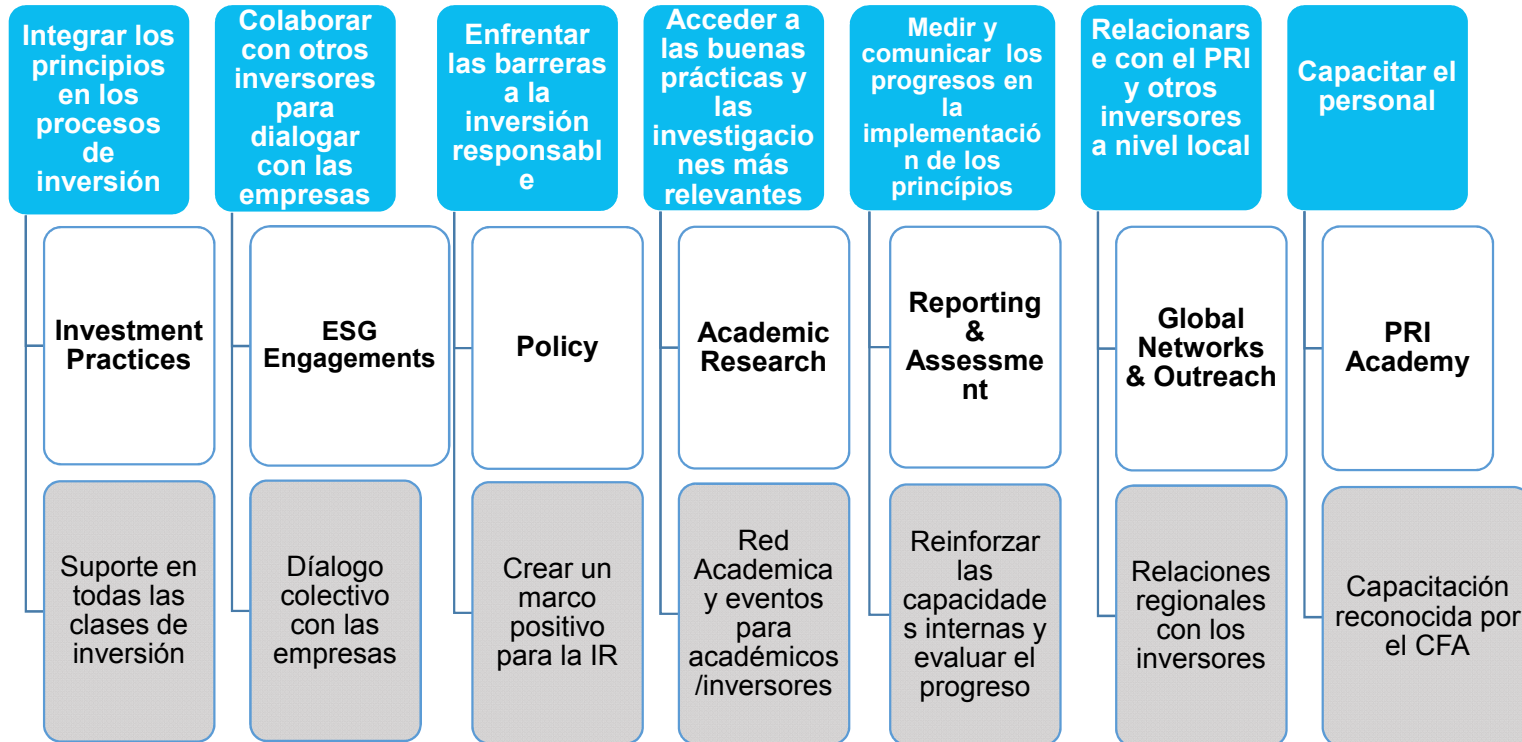 Integrar los
principios
en los
procesos
de
inversión
Colaborar
con otros
inversores
para
dialogar
con las
empresas
Enfrentar
las barreras
a la
inversión
responsabl
e
Acceder a
las buenas
prácticas y
las
investigacio
nes más
relevantes
Medir y
comunicar los
progresos en
la
implementació
n de los
princípios
Relacionars
e con el PRI
y otros
inversores
a nivel local
Capacitar el
personal
Investment
Practices
ESG
Engagements
Policy
Academic
Research
Reporting
&
Assessme
nt
Global
Networks
& Outreach
PRI
Academy
Suporte en
todas las
clases de
inversión
Díalogo
colectivo
con las
empresas
Crear un
marco
positivo
para la IR
Red
Academica
y eventos
para
académicos
/inversores
Reinforzar
las
capacidade
s internas y
evaluar el
progreso
Relaciones
regionales
con los
inversores
Capacitación
reconocida por
el CFA